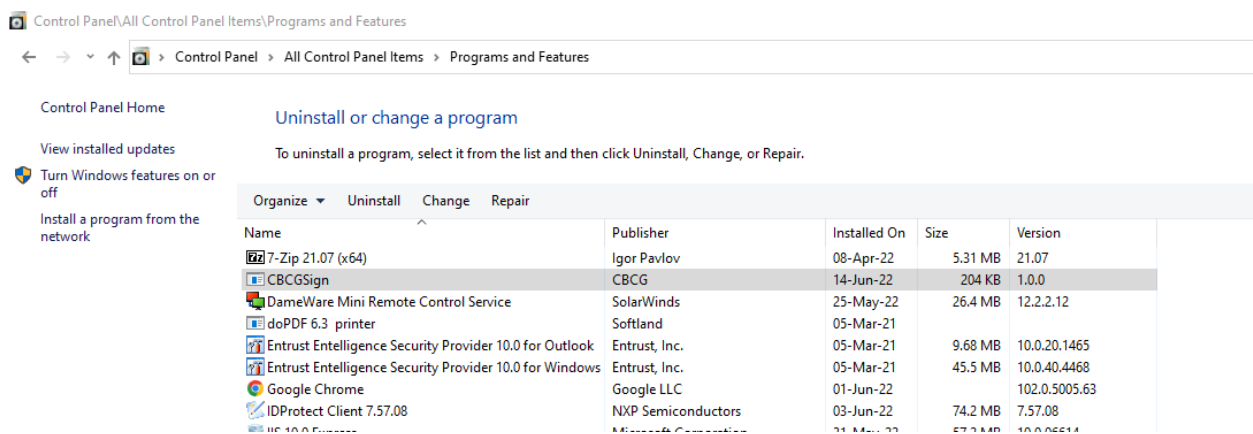 Control Panel\All Control Panel Items\Programs and Features
Control Panel > All Control Panel Items > Programs and Features
Control Panel Home
View installed updates
Turn Windows features on or
off
Install a program from the
network
Uninstall or change a program
To uninstall a program, select it from the list and then click Uninstall, Change, or Repair.
Organize Uninstall Change Repair
Name Publisher Installed On Size Version
7-Zip 21.07 (x64) Igor Pavlov 08-Apr-22 5.31 MB 21.07
CBCGSign CBCG 14-Jun-22 204 KB 1.0.0
DameWare Mini Remote Control Service SolarWinds 25-May-22 26.4 MB 12.2.2.12
doPDF 6.3 printer Softland 05-Mar-21
Entrust Intelligence Security Provider 10.0 for Outlook Entrust, Inc. 05-Mar-21 9.68 MB 10.0.20.1465
Entrust Intelligence Security Provider 10.0 for Windows Entrust, Inc. 05-Mar-21 45.5 MB 10.0.40.4468
Google Chrome Google LLC 01-Jun-22 102.0.5005.63
IDProtect Client 7.57.08 NXP Semiconductors 03-Jun-22 74.2 MB 7.57.08
IIS 10.0 Express Microsoft Corporation